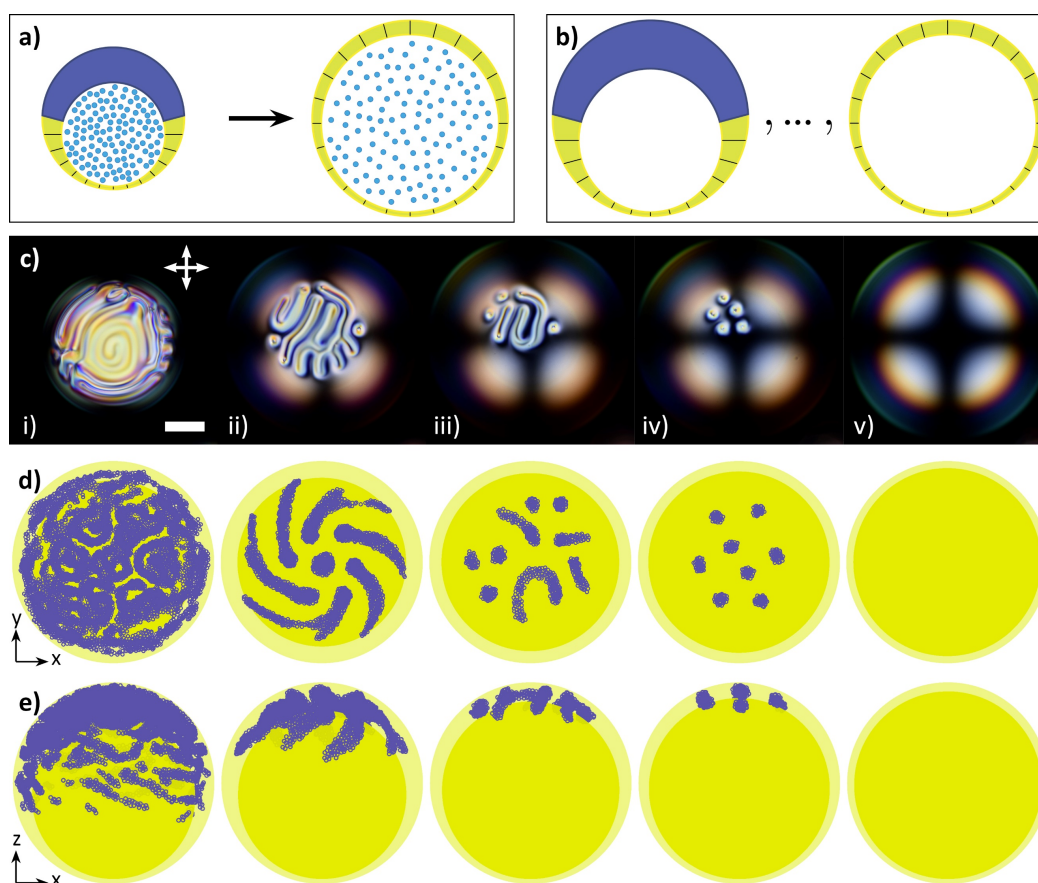 a)
b)
, ... ,
c)
i)
ii)
iii)
iv)
v)
d)
y
x
e)
z
x